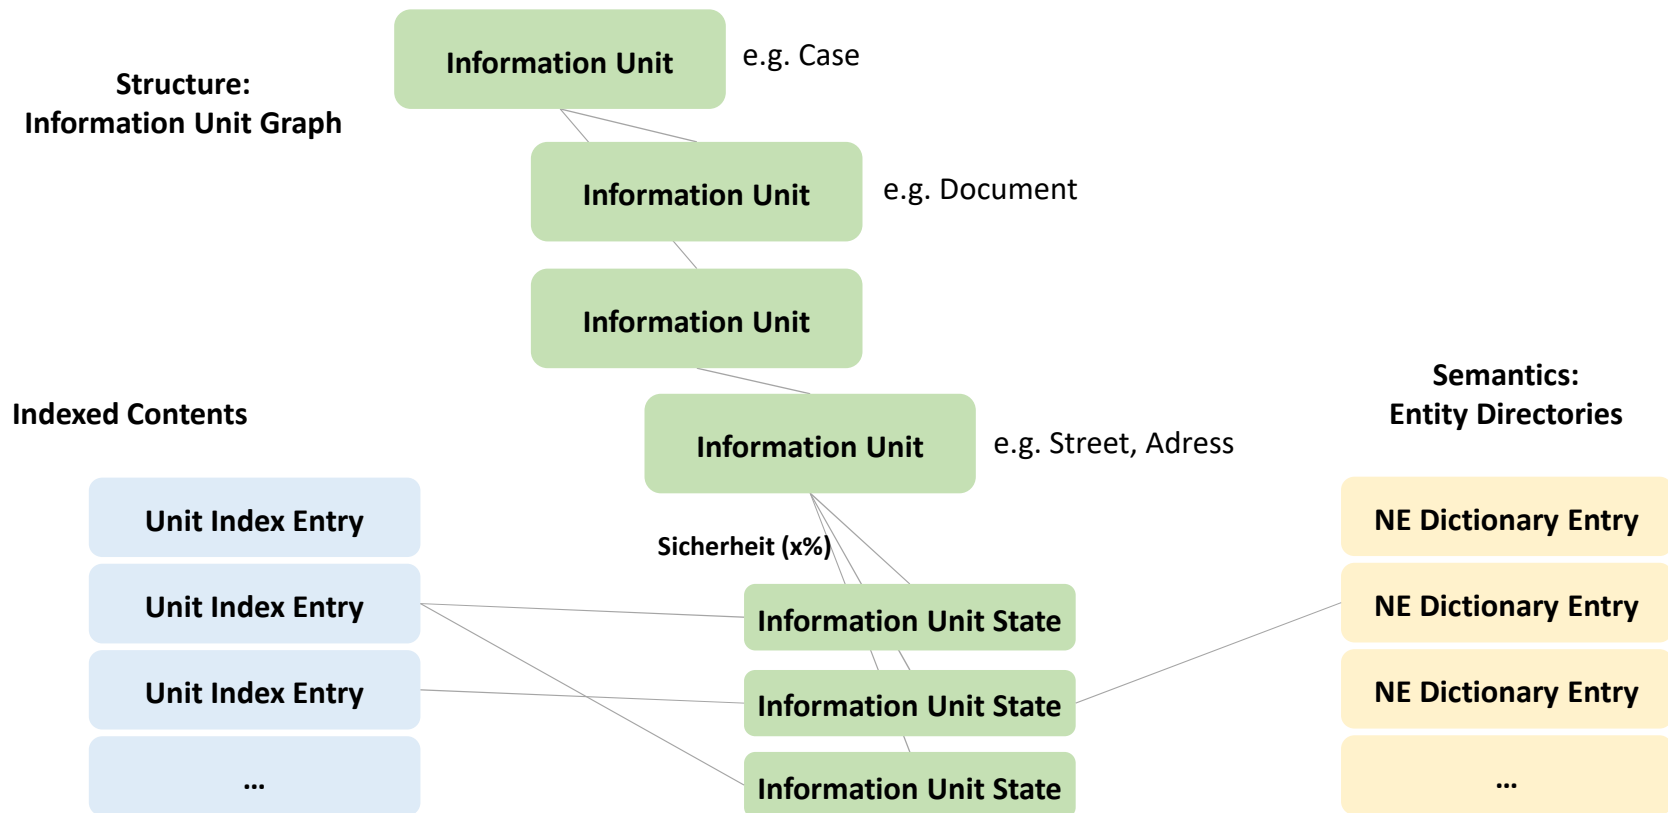 Information Unit
e.g. Case
Structure:
Information Unit Graph
Information Unit
e.g. Document
Information Unit
Semantics:
Entity Directories
Indexed Contents
Information Unit
e.g. Street, Adress
Unit Index Entry
NE Dictionary Entry
Sicherheit (x%)
Unit Index Entry
Information Unit State
NE Dictionary Entry
Unit Index Entry
Information Unit State
NE Dictionary Entry
...
Information Unit State
...